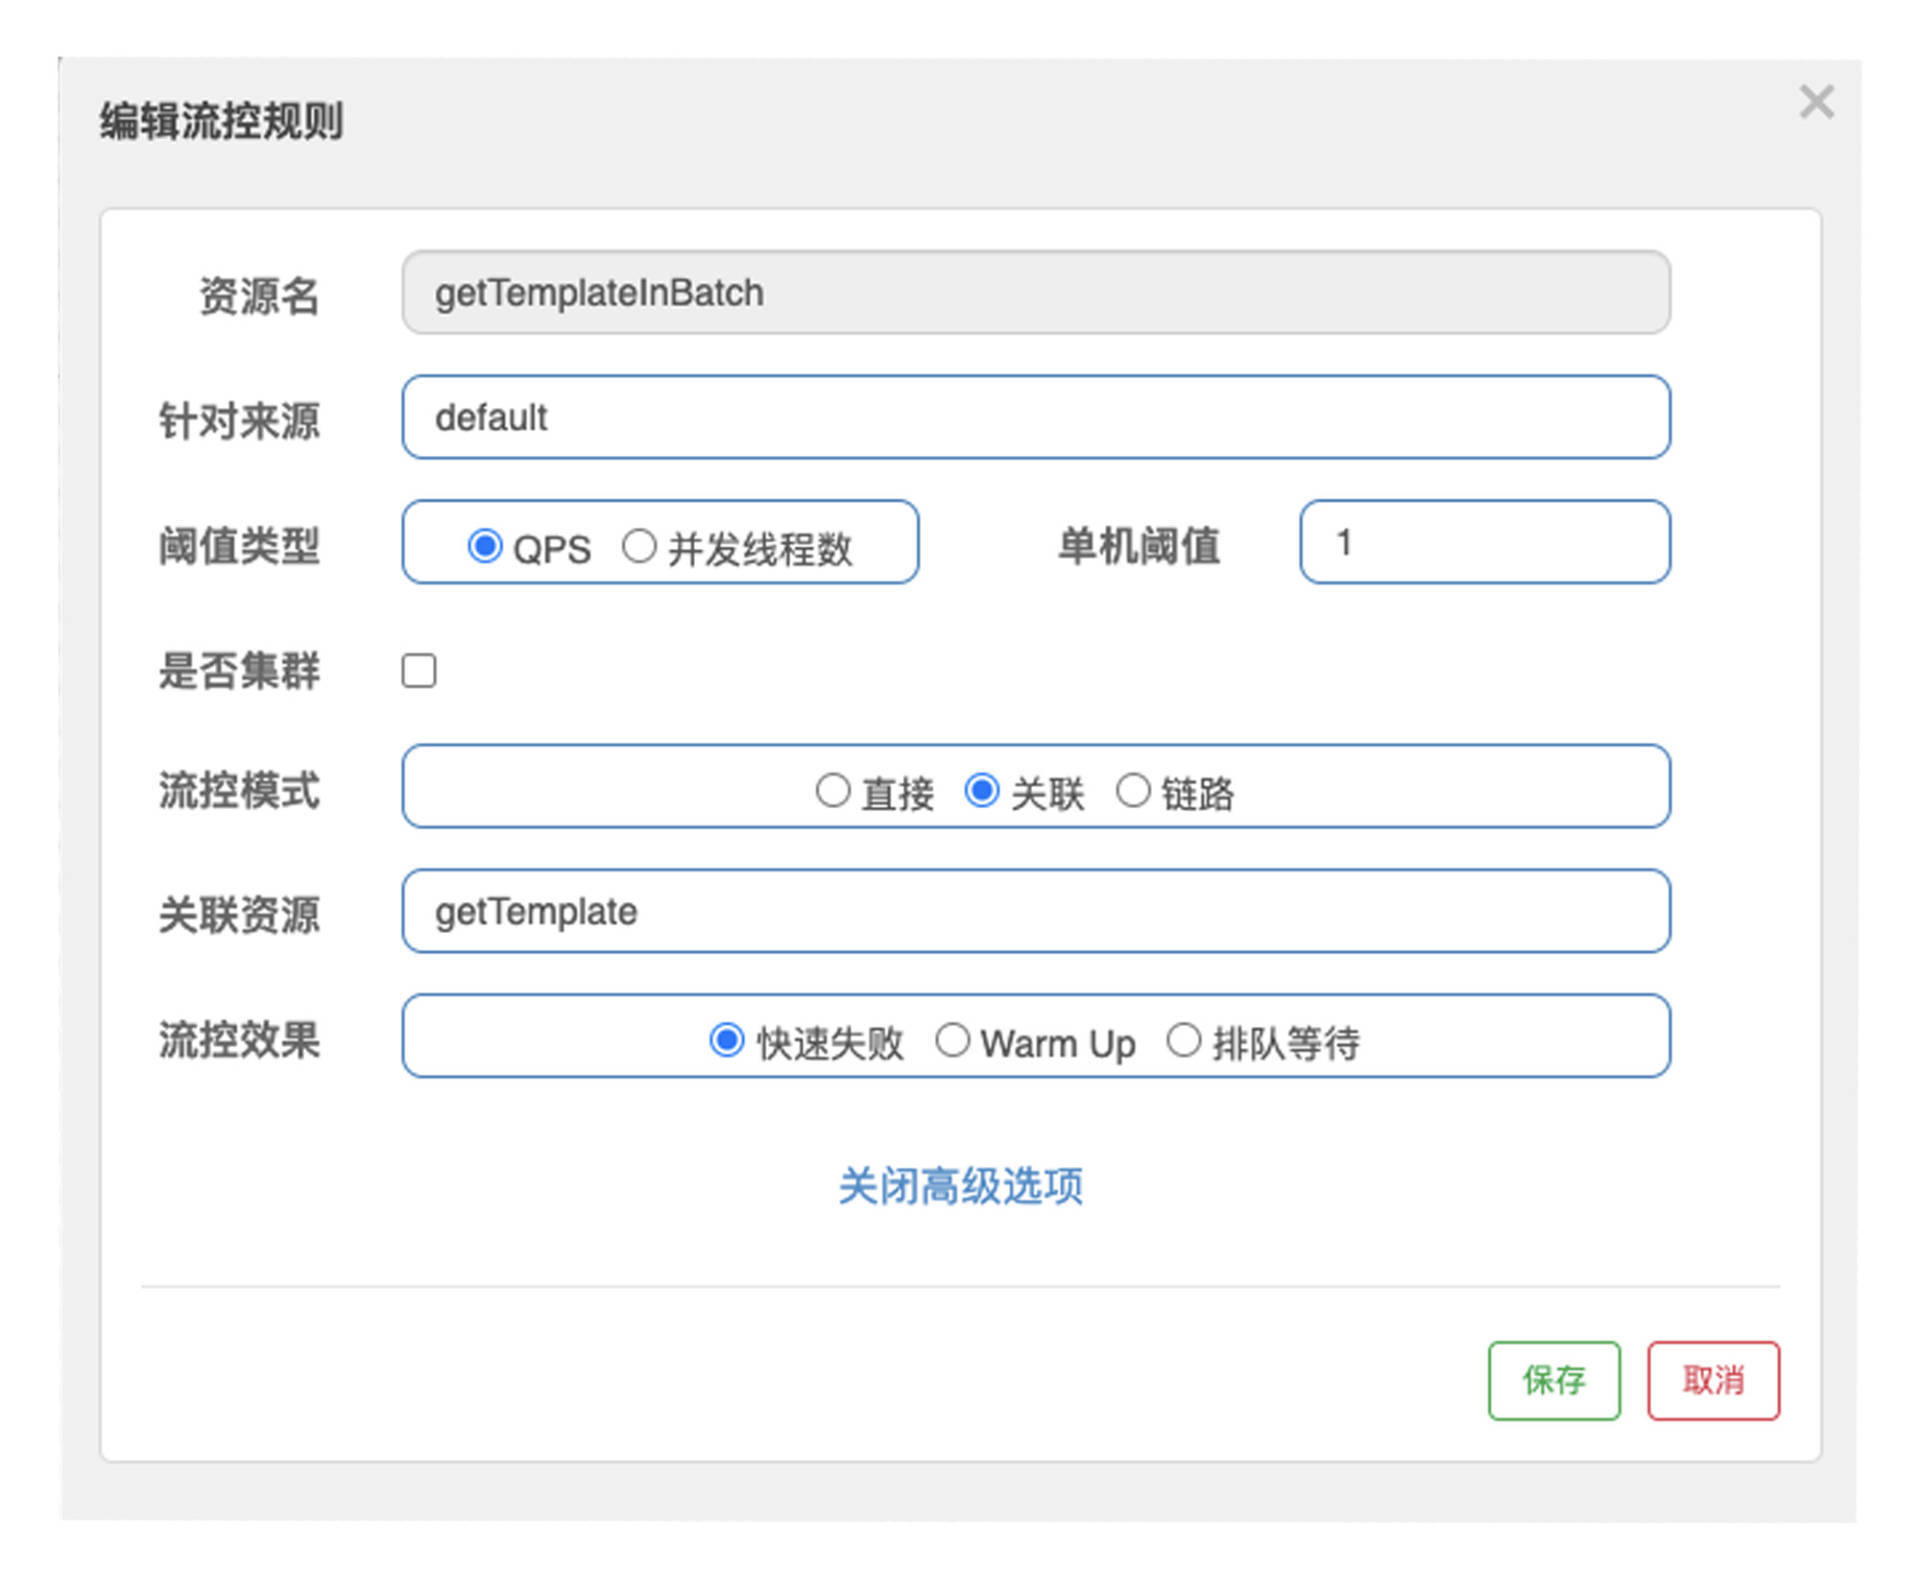 编辑流控规则 ×
资源名 getTemplateInBatch
针对来源 default
阈值类型 QPS 并发线程数 单机阈值 1
是否集群
流控模式 直接 关联 链路
关联资源 getTemplate
流控效果 快速失败 Warm Up 排队等待
关闭高级选项
保存 取消